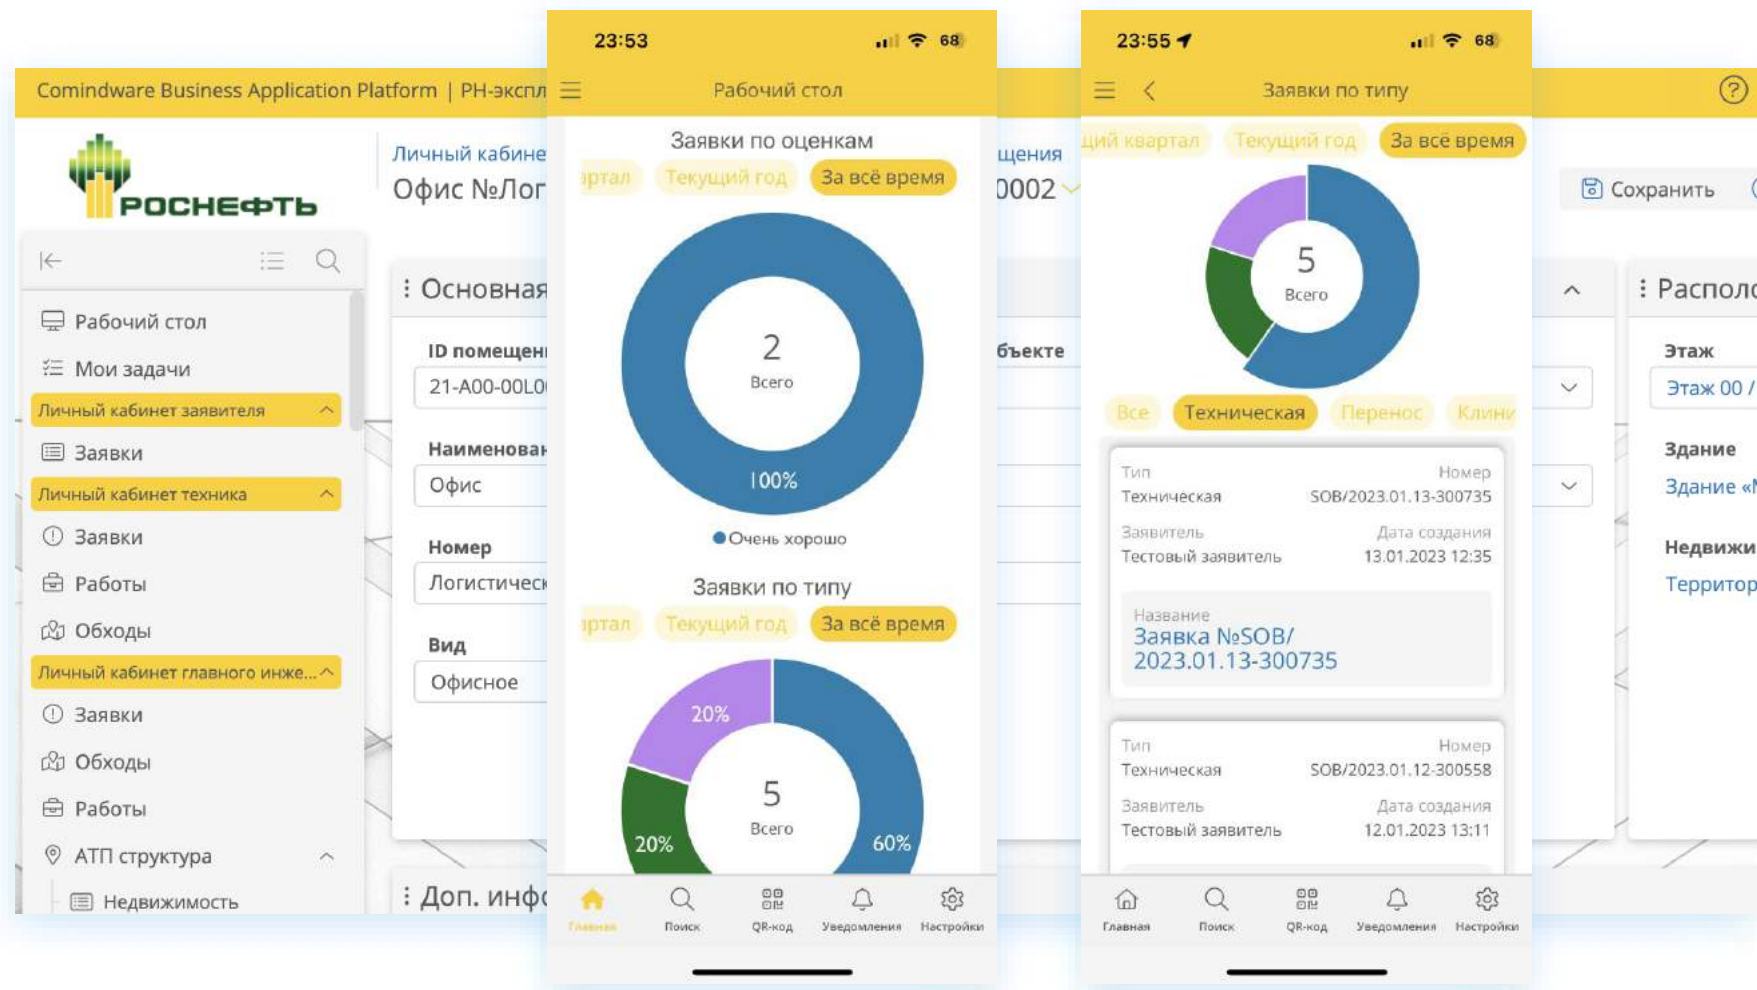 Comindware Business Application Platform | РН-экспл
РОСНЕФТЬ
Личный кабине
Офис №Лог
щения
0002
Сохранить
Рабочий стол
Мои задачи
Личный кабинет заявителя
Заявки
Личный кабинет техника
Заявки
Работы
Обходы
Личный кабинет главного инже...
Заявки
Обходы
Работы
АТП структура
Недвижимость
Основная
ID помещен
21-A00-00L0
Наименован
Офис
Номер
Логистическ
Вид
Офисное
Доп. инфо
бъекте
Располо
Этаж
Этаж 00 /
Здание
Здание «
Недвижи
Территор
23:53
68
Рабочий стол
Заявки по оценкам
артал
Текущий год
За всё время
2
Всего
100%
Очень хорошо
Заявки по типу
артал
Текущий год
За всё время
20%
5
Всего
20%
60%
Главная
Поиск
QR-код
Уведомления
Настройки
23:55
68
Заявки по типу
щий квартал
Текущий год
За всё время
5
Всего
Все
Техническая
Перенос
Клини
Тип
Номер
Техническая
SOB/2023.01.13-300735
Заявитель
Дата создания
Тестовый заявитель
13.01.2023 12:35
Название
Заявка №SOB/
2023.01.13-300735
Тип
Номер
Техническая
SOB/2023.01.12-300558
Заявитель
Дата создания
Тестовый заявитель
12.01.2023 13:11
Главная
Поиск
QR-код
Уведомления
Настройки